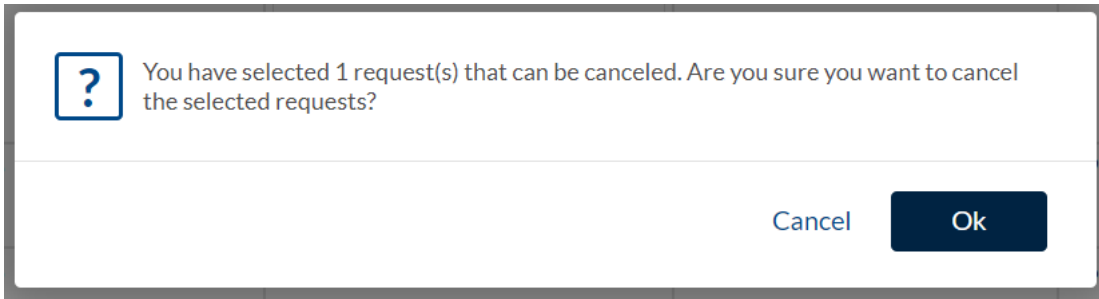 ?
You have selected 1 request(s) that can be canceled. Are you sure you want to cancel
the selected requests?
Cancel
Ok